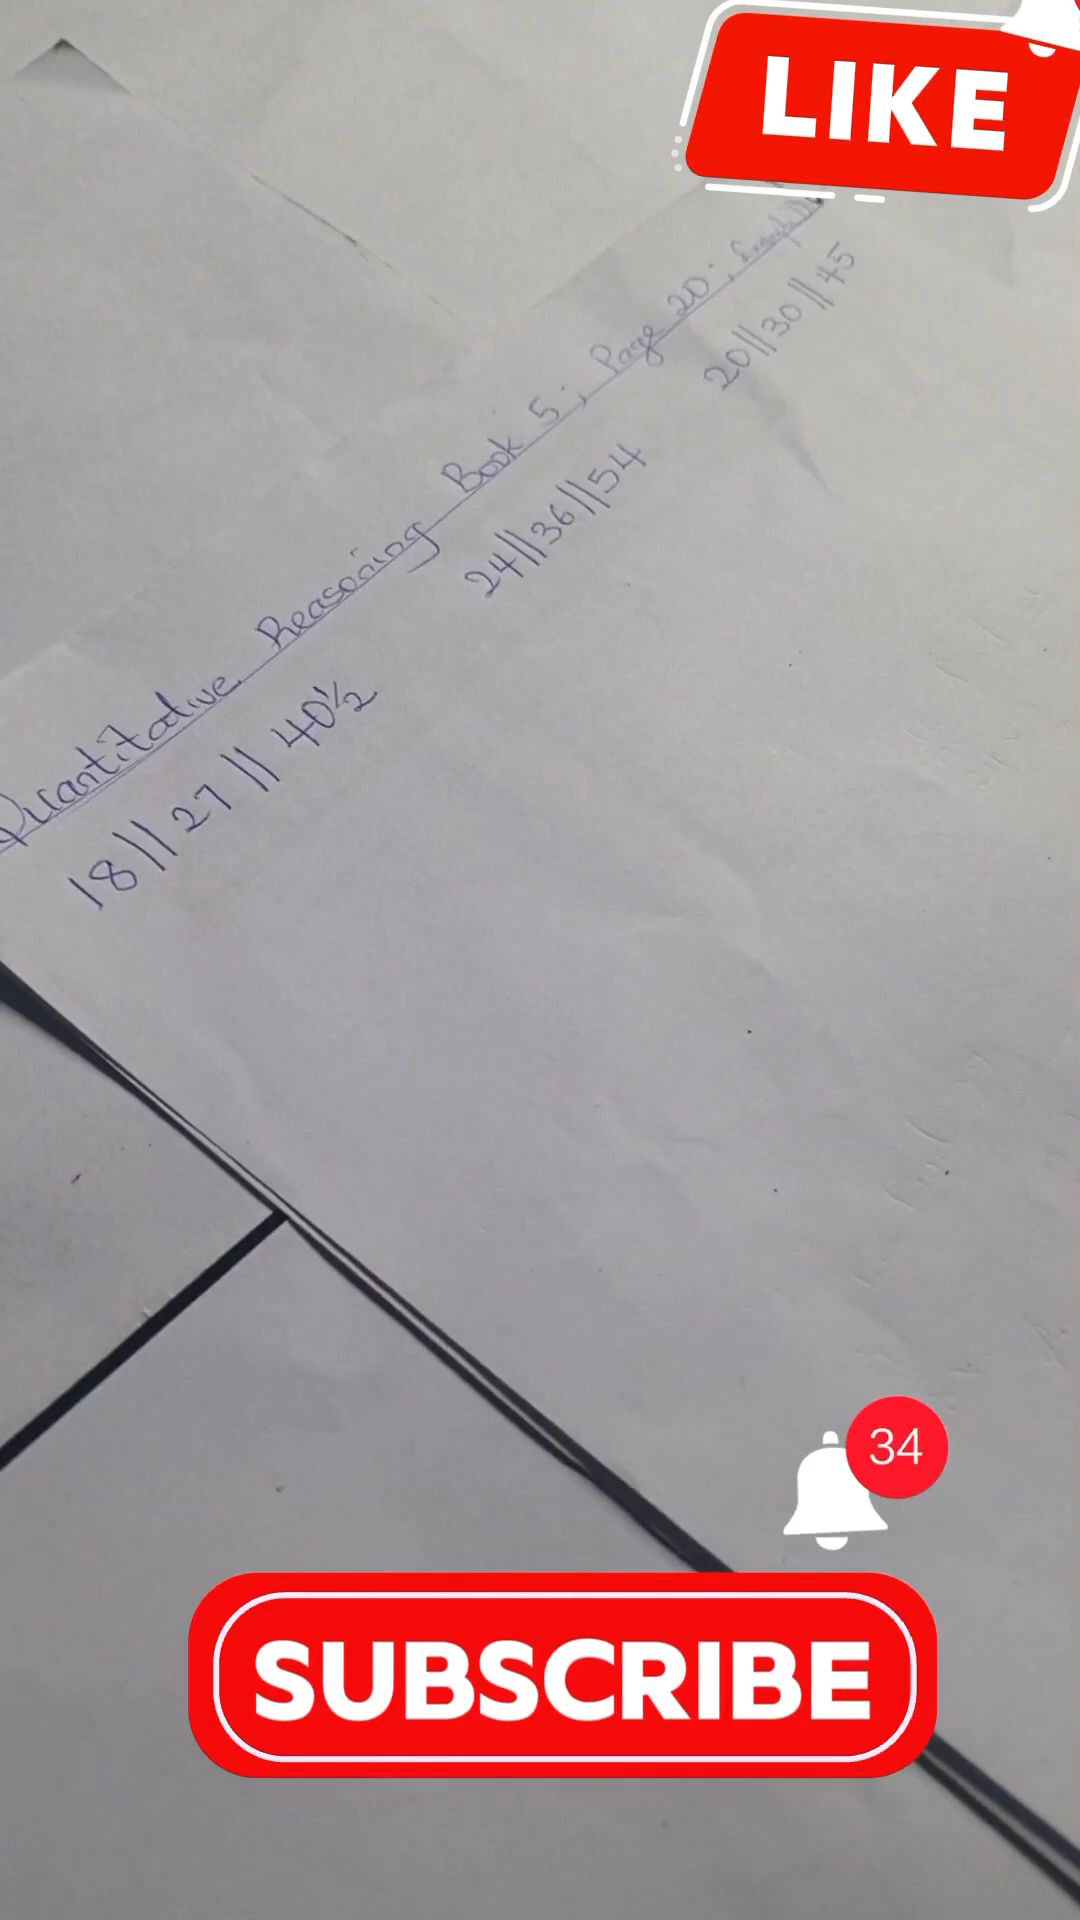 LIKE
Quantitative Reasoning Book 5; Page 20;
18 || 27 || 40½
24 || 36 || 54
20 || 30 || 45
34
SUBSCRIBE